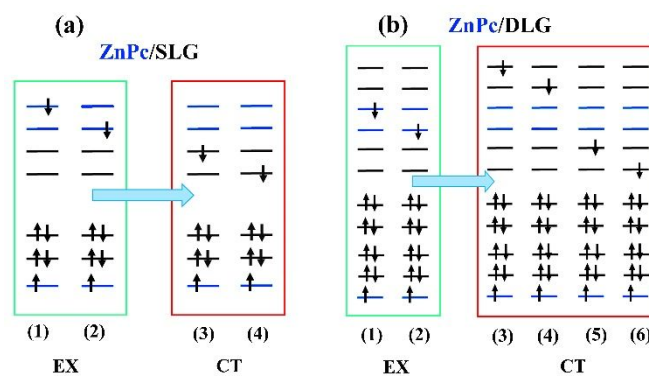 (a)
ZnPc/SLG
(1) (2) (3) (4)
EX CT
(b)
ZnPc/DLG
(1) (2) (3) (4) (5) (6)
EX CT